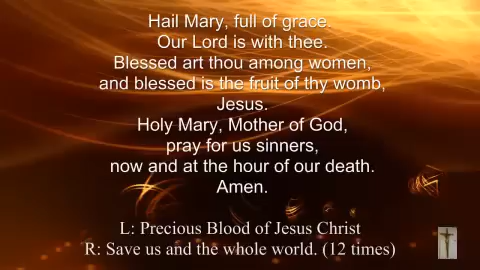 Hail Mary, full of grace.
Our Lord is with thee.
Blessed art thou among women,
and blessed is the fruit of thy womb,
Jesus.
Holy Mary, Mother of God,
pray for us sinners,
now and at the hour of our death.
Amen.
L: Precious Blood of Jesus Christ
R: Save us and the whole world. (12 times)